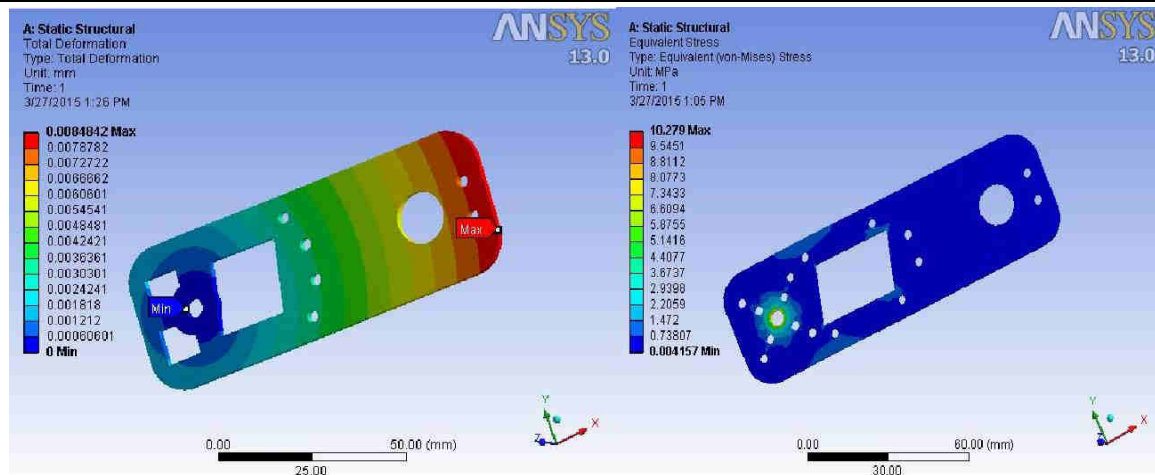 A: Static Structural
Total Deformation
Type: Total Deformation
Unit: mm
Time: 1
3/27/2015 1:26 PM
0.0084842 Max
0.0078782
0.0072722
0.0066662
0.0060601
0.0054541
0.0048481
0.0042421
0.0036361
0.0030301
0.0024241
0.001818
0.001212
0.00060601
0 Min
ANSYS
13.0
Max
Min
Y
X
Z
0.00
50.00 (mm)
25.00
A: Static Structural
Equivalent Stress
Type: Equivalent (von-Mises) Stress
Unit: MPa
Time: 1
3/27/2015 1:05 PM
10.279 Max
9.5451
8.8112
8.0773
7.3433
6.6094
5.8755
5.1416
4.4077
3.6737
2.9398
2.2059
1.472
0.73807
0.004157 Min
ANSYS
13.0
Y
X
Z
0.00
60.00 (mm)
30.00